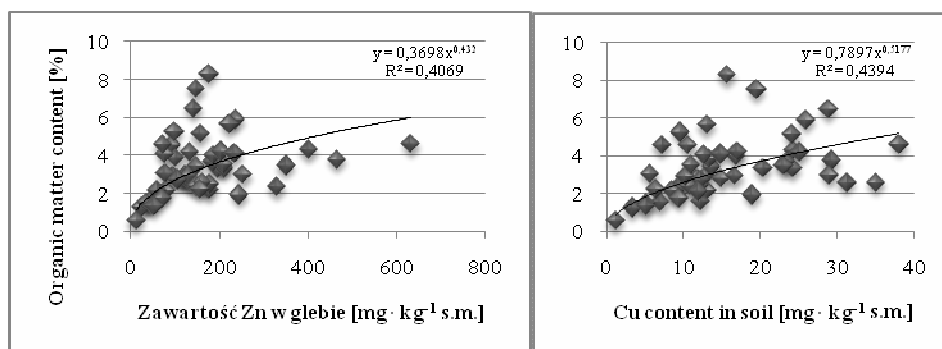 Organic matter content [%]
10
8
6
4
2
0
y = 0,3698x^0,432
R² = 0,4069
0 200 400 600 800
Zawartość Zn w glebie [mg · kg⁻¹ s.m.]
10
8
6
4
2
0
y = 0,7897x^0,5177
R² = 0,4394
0 10 20 30 40
Cu content in soil [mg · kg⁻¹ s.m.]